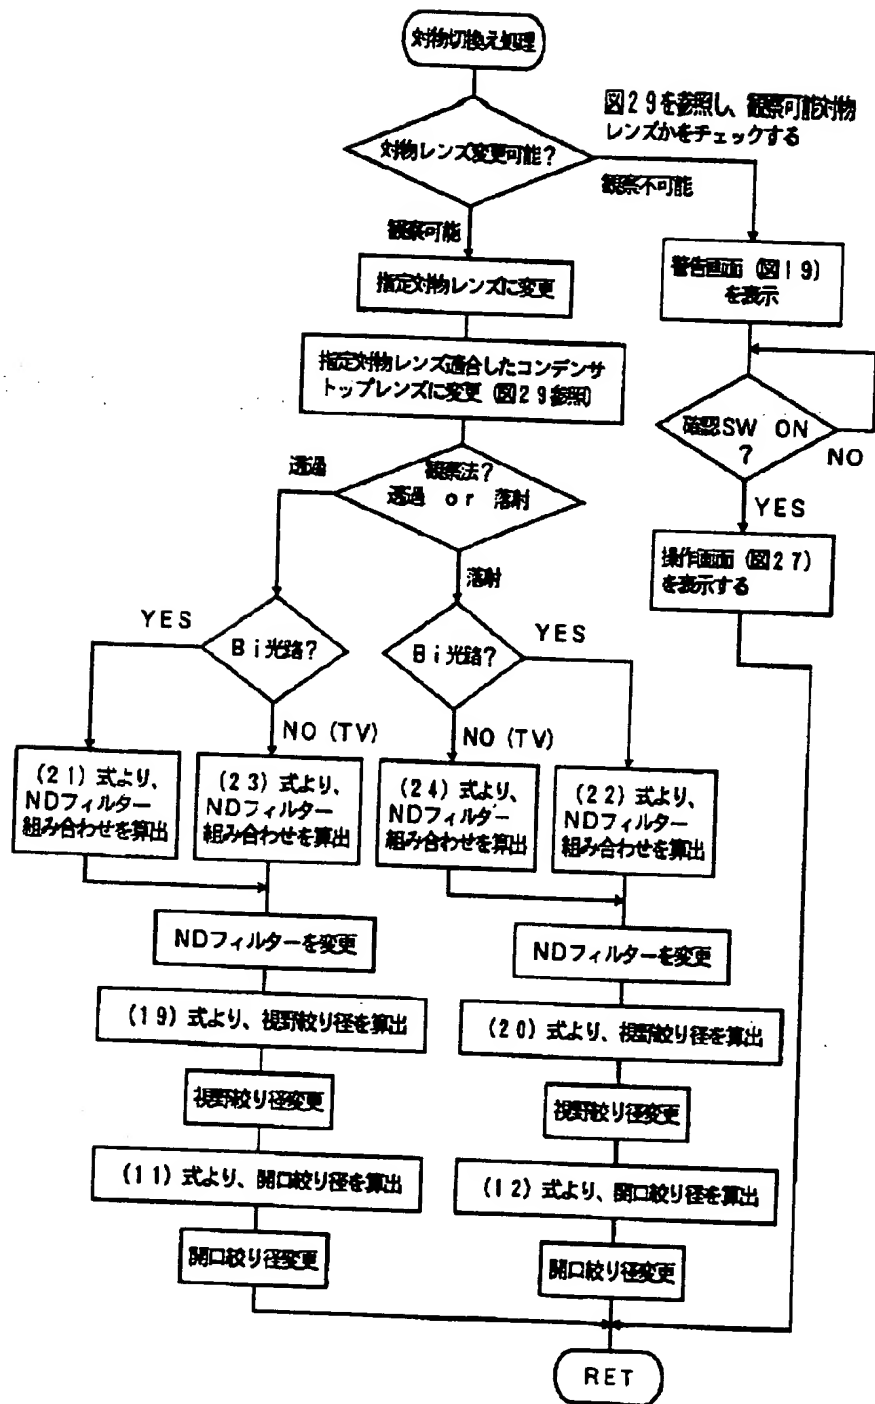 対物切換え処理
図29を参照し、観察可能対物
レンズかをチェックする
対物レンズ変更可能?
観察不可能
観察可能
警告画面(図19)
を表示
指定対物レンズに変更
指定対物レンズ適合したコンデンサ
トップレンズに変更(図29参照)
確認SW ON
?
NO
YES
透過
観察法?
透過 or 落射
落射
操作画面(図27)
を表示する
YES
Bi光路?
Bi光路?
YES
NO(TV)
NO(TV)
(21)式より、
NDフィルター
組み合わせを算出
(23)式より、
NDフィルター
組み合わせを算出
(24)式より、
NDフィルター
組み合わせを算出
(22)式より、
NDフィルター
組み合わせを算出
NDフィルターを変更
NDフィルターを変更
(19)式より、視野絞り径を算出
(20)式より、視野絞り径を算出
視野絞り径変更
視野絞り径変更
(11)式より、開口絞り径を算出
(12)式より、開口絞り径を算出
開口絞り径変更
開口絞り径変更
RET